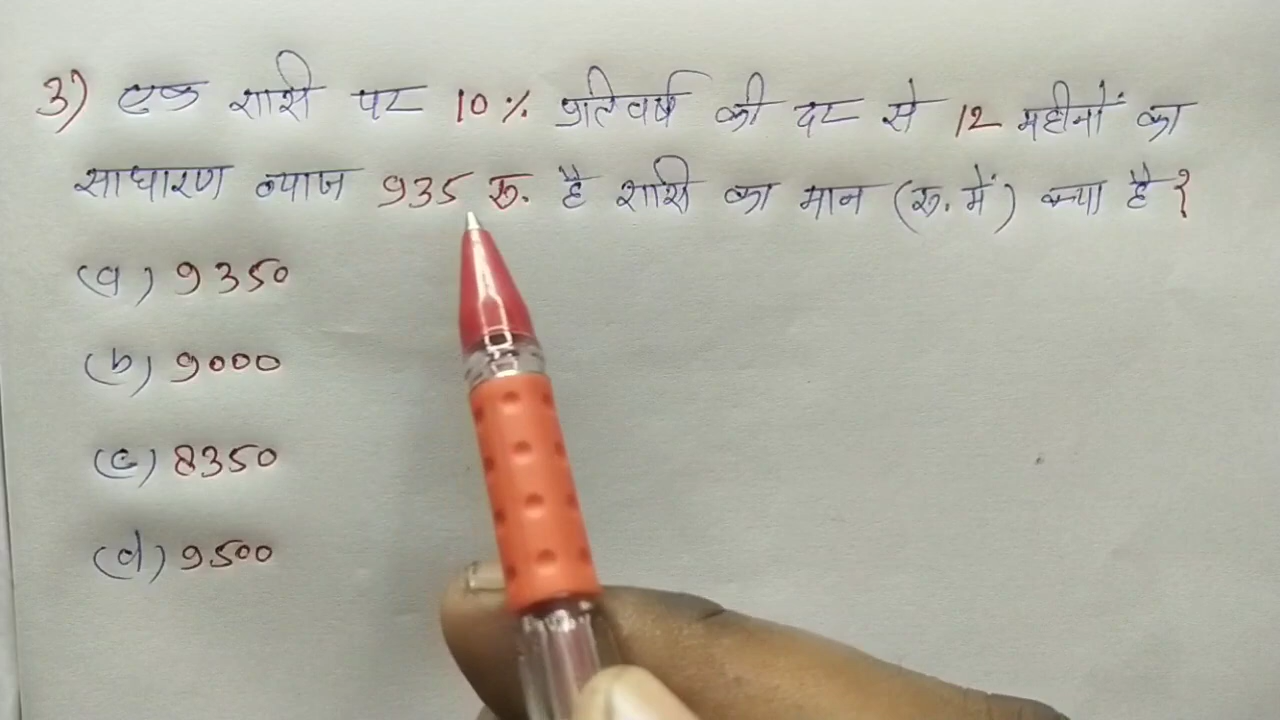 3) एक राशि पर 10% प्रतिवर्ष की दर से 12 महीनों का
साधारण ब्याज 935 रु. है राशि का मान (रु. में) क्या है?
(a) 9350
(b) 9000
(c) 8350
(d) 9500